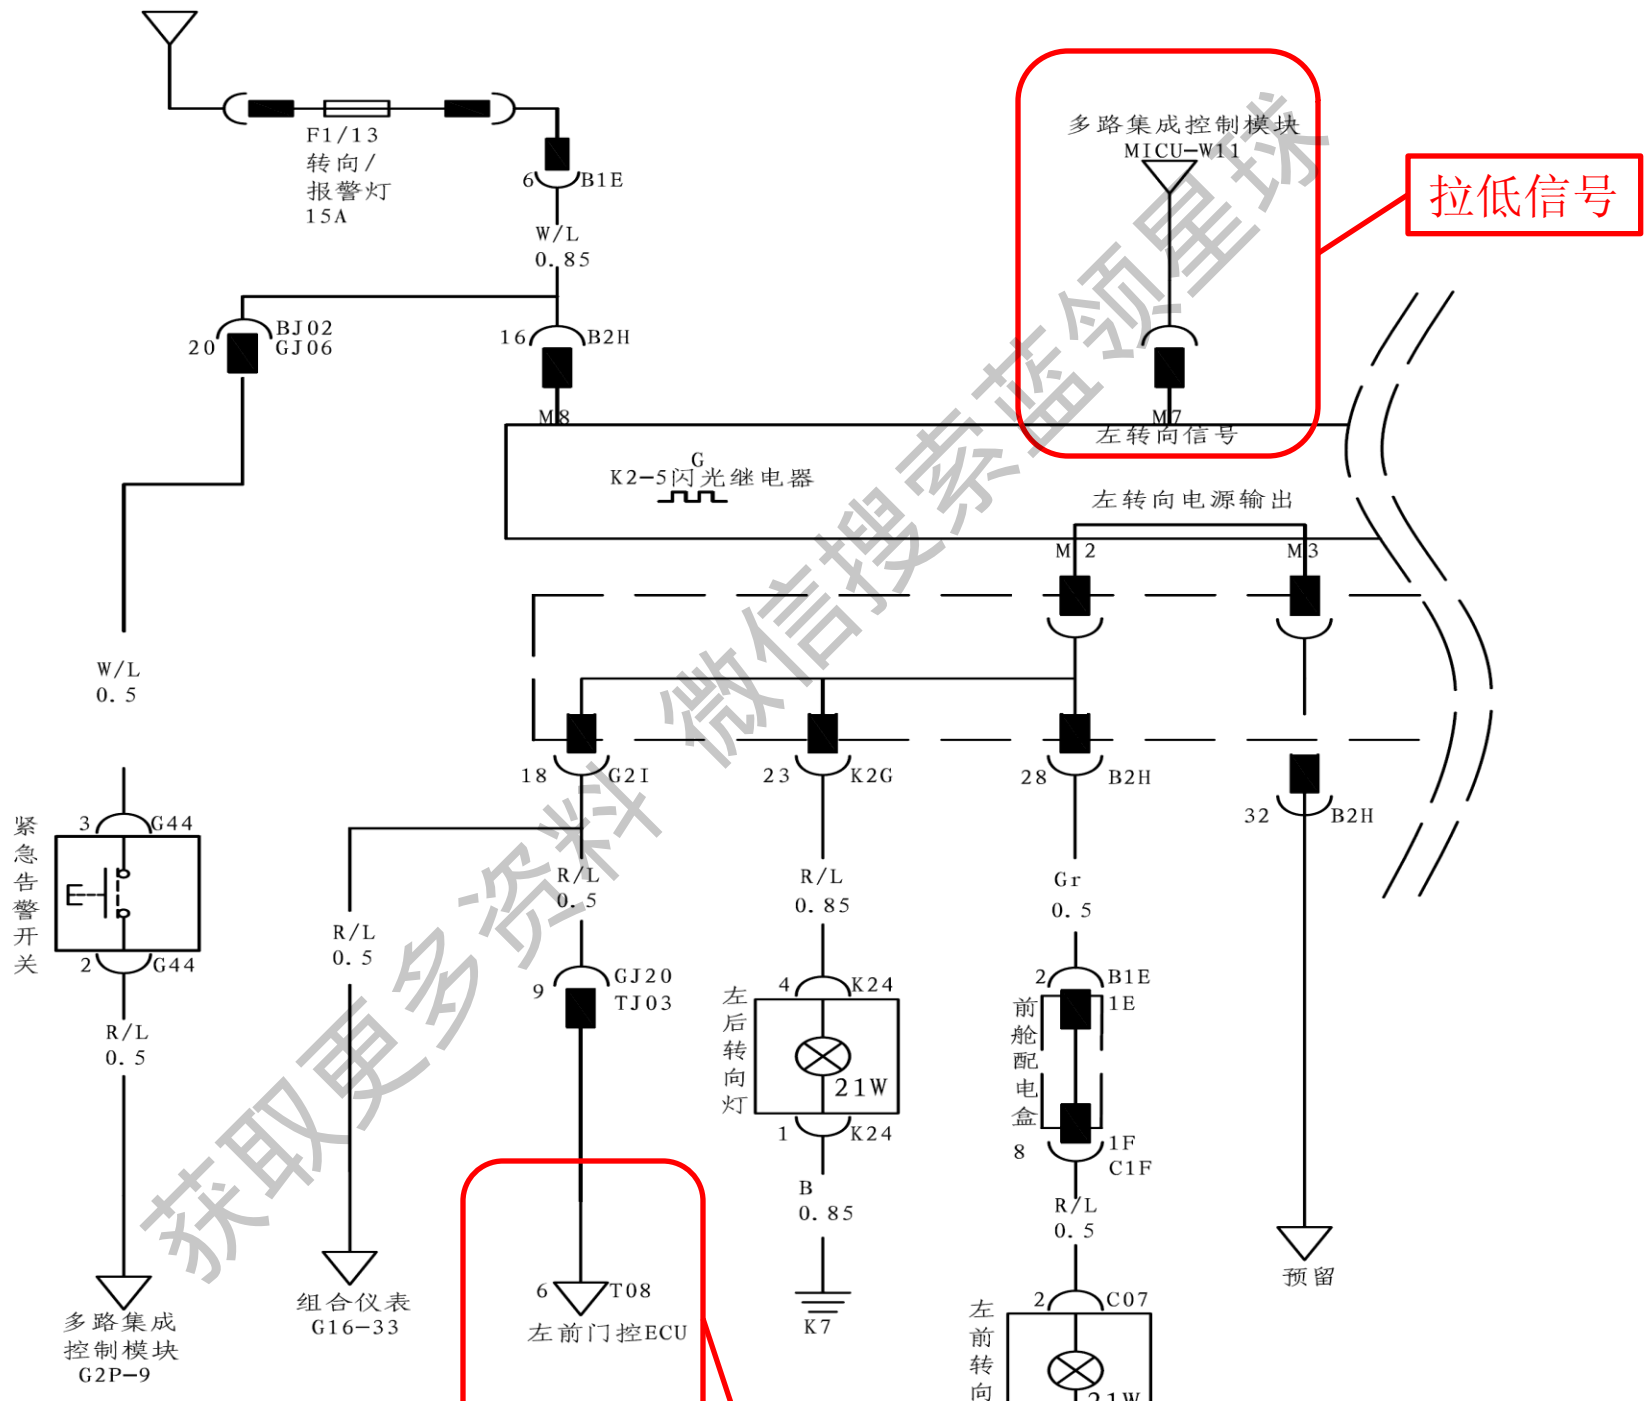 F1/13
转向/
报警灯
15A
6 B1E
W/L
0.85
20 BJ02
GJ06
16 B2H
M8
多路集成控制模块
MICU-W11
M7
左转向信号
拉低信号
G
K2-5闪光继电器
左转向电源输出
M 2
M3
W/L
0.5
18 G2I
23 K2G
28 B2H
32 B2H
紧急告警开关
3 G44
2 G44
R/L
0.5
R/L
0.5
R/L
0.5
R/L
0.85
Gr
0.5
9 GJ20
TJ03
左后转向灯
4 K24
21W
1 K24
B
0.85
K7
2 B1E
1E
前舱配电盒
8 1F
C1F
R/L
0.5
预留
多路集成
控制模块
G2P-9
组合仪表
G16-33
6 T08
左前门控ECU
2 C07
左前转向
21W
获取更多资料 微信搜索蓝领星球